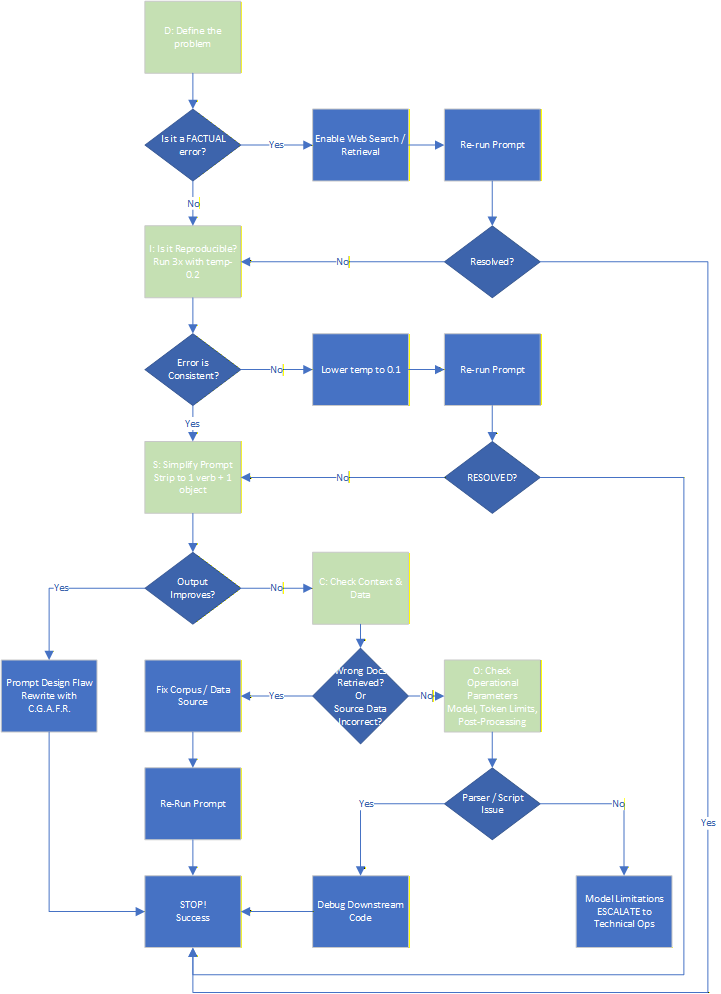 D: Define the
problem
Is it a FACTUAL
error?
Yes
Enable Web Search /
Retrieval
Re-run Prompt
No
I: Is it Reproducible?
Run 3x with temp-
0.2
No
Resolved?
Error is
Consistent?
No
Lower temp to 0.1
Re-run Prompt
Yes
S: Simplify Prompt
Strip to 1 verb + 1
object
No
RESOLVED?
Output
Improves?
Yes
No
C: Check Context &
Data
Prompt Design Flaw
Rewrite with
C.G.A.F.R.
Fix Corpus / Data
Source
Yes
Wrong Docs
Retrieved?
Or
Source Data
Incorrect?
No
O: Check
Operational
Parameters
Model, Token Limits,
Post-Processing
Re-Run Prompt
Yes
Parser / Script
Issue
No
Yes
STOP!
Success
Debug Downstream
Code
Model Limitations
ESCALATE to
Technical Ops